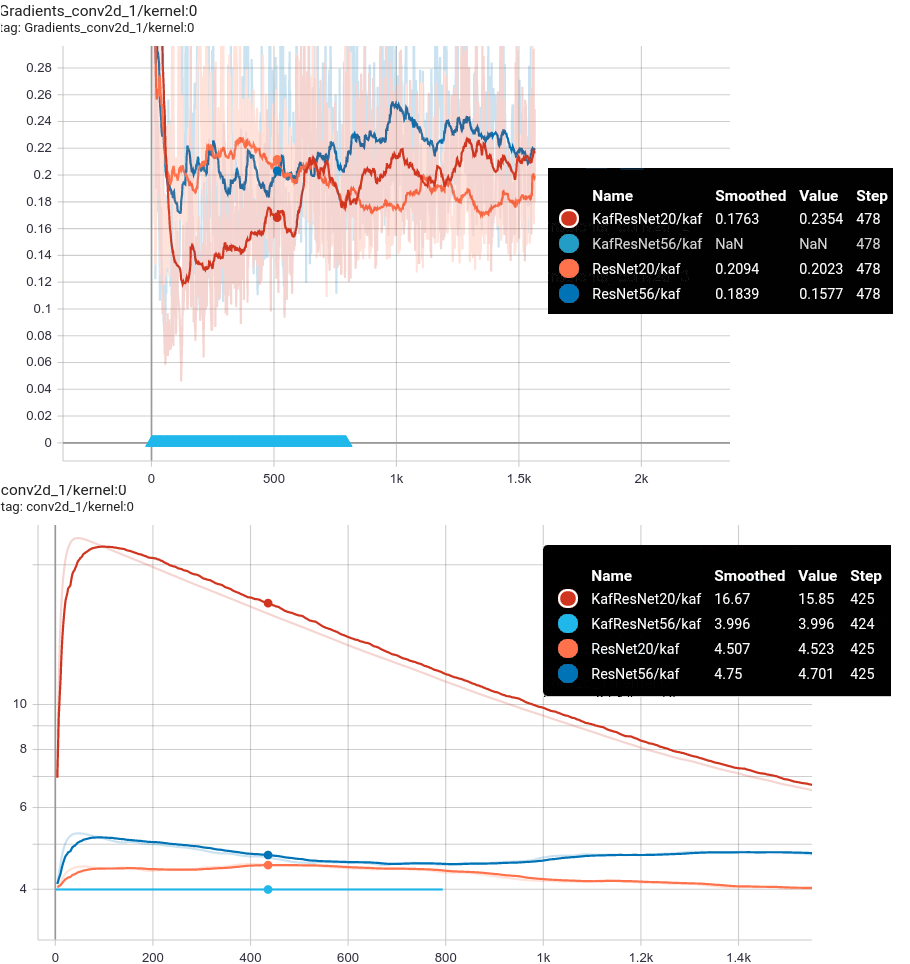 Gradients_conv2d_1/kernel:0
tag: Gradients_conv2d_1/kernel:0
0.28
0.26
0.24
0.22
0.2
0.18
0.16
0.14
0.12
0.1
0.08
0.06
0.04
0.02
0
0 500 1k 1.5k 2k
Name Smoothed Value Step
KafResNet20/kaf 0.1763 0.2354 478
KafResNet56/kaf NaN NaN 478
ResNet20/kaf 0.2094 0.2023 478
ResNet56/kaf 0.1839 0.1577 478
conv2d_1/kernel:0
tag: conv2d_1/kernel:0
10
8
6
4
0 200 400 600 800 1k 1.2k 1.4k
Name Smoothed Value Step
KafResNet20/kaf 16.67 15.85 425
KafResNet56/kaf 3.996 3.996 424
ResNet20/kaf 4.507 4.523 425
ResNet56/kaf 4.75 4.701 425